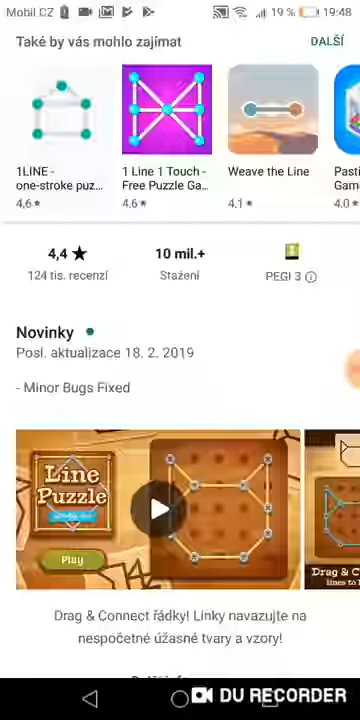 Mobil CZ 19 % 19:48
Také by vás mohlo zajímat DALŠÍ
1LINE -
one-stroke puz...
4,6★
1 Line 1 Touch -
Free Puzzle Ga...
4,6★
Weave the Line
4,1★
Pasti
Gam
4,0★
4,4 ★
124 tis. recenzí
10 mil.+
Stažení
PEGI 3
Novinky
Posl. aktualizace 18. 2. 2019
- Minor Bugs Fixed
Line
Puzzle
Play
Drag & C
lines to
Drag & Connect řádky! Linky navazujte na
nespočetné úžasné tvary a vzory!
DU RECORDER